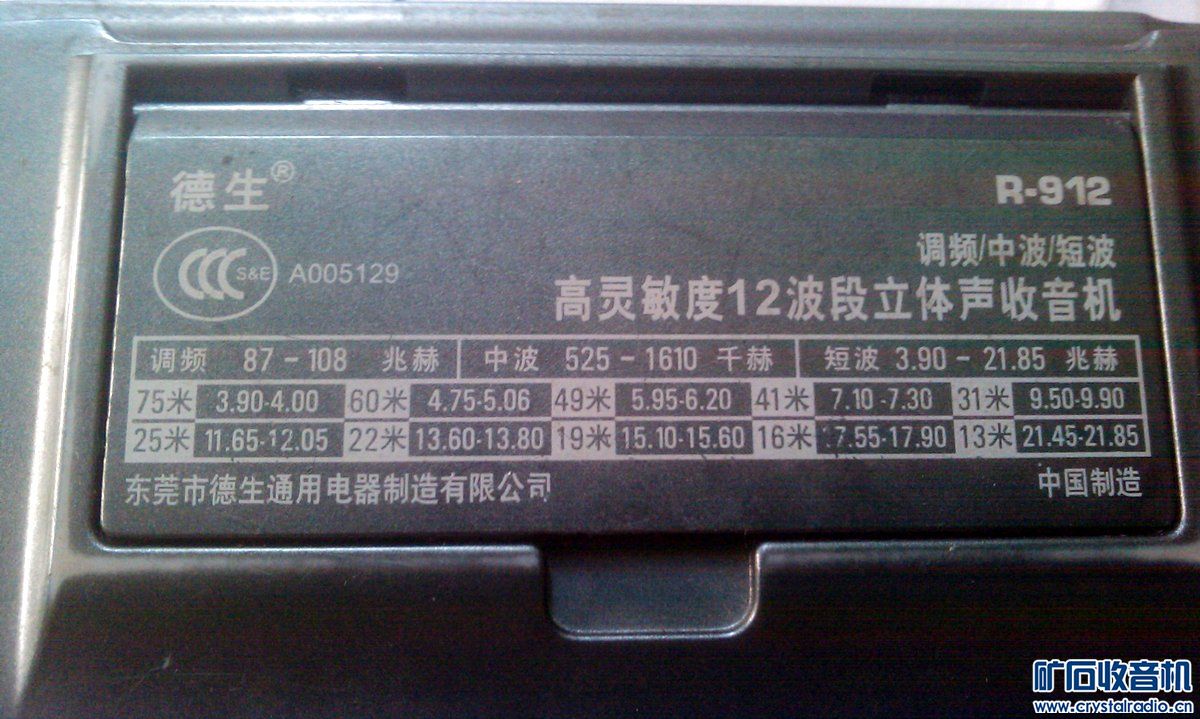 德生®
R-912
CCC S&E A005129
调频/中波/短波
高灵敏度12波段立体声收音机
调频 87-108 兆赫 中波 525-1610 千赫 短波 3.90-21.85 兆赫
75米 3.90-4.00 60米 4.75-5.06 49米 5.95-6.20 41米 7.10-7.30 31米 9.50-9.90
25米 11.65-12.05 22米 13.60-13.80 19米 15.10-15.60 16米 17.55-17.90 13米 21.45-21.85
东莞市德生通用电器制造有限公司 中国制造
矿石收音机
www.crystalradio.cn